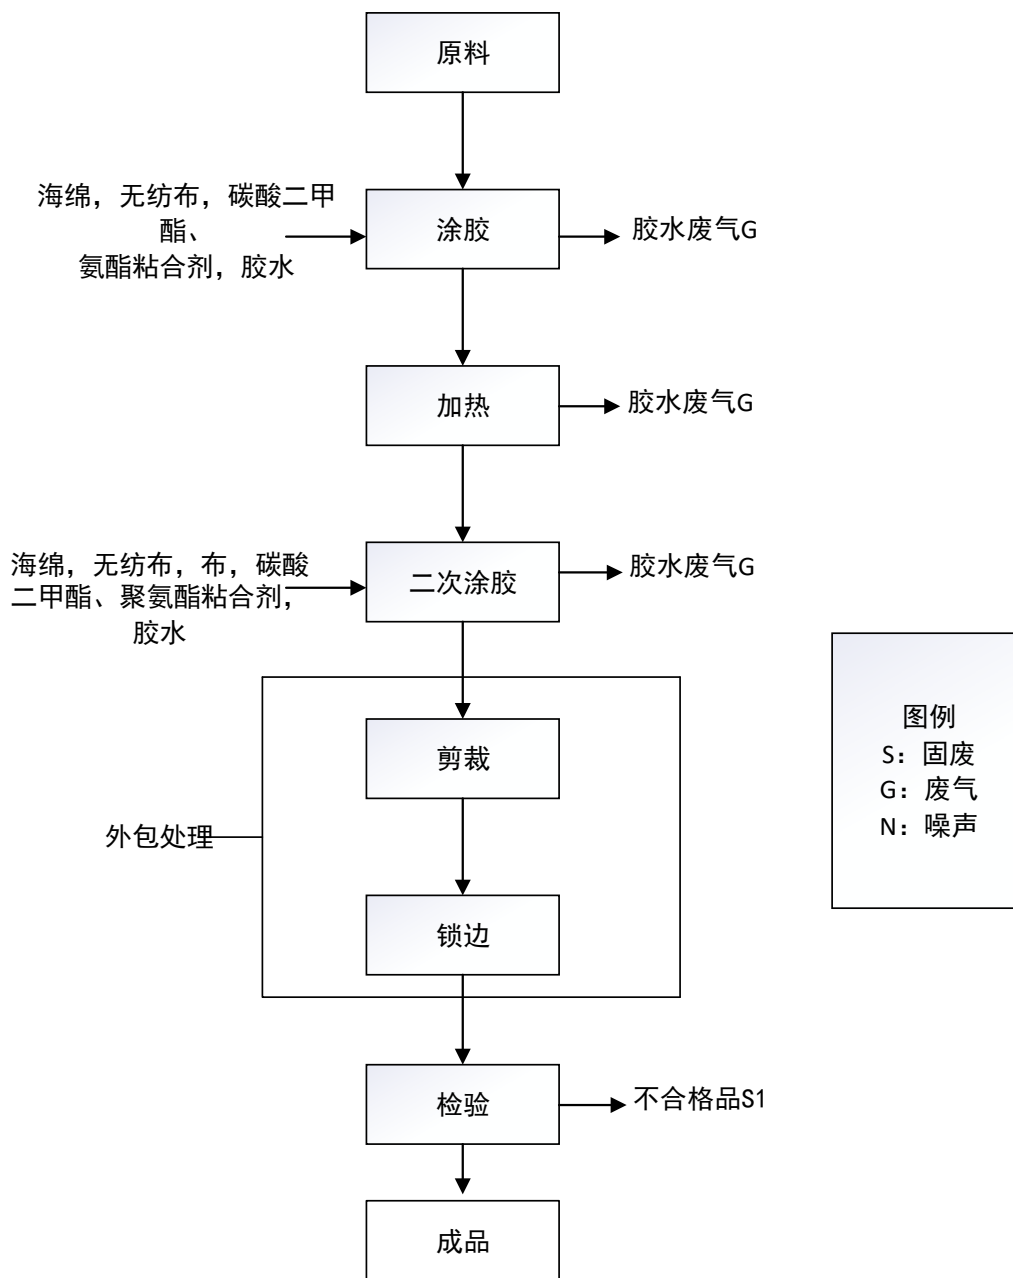 原料
海绵，无纺布，碳酸二甲
酯、
氨酯粘合剂，胶水
涂胶
胶水废气G
加热
胶水废气G
海绵，无纺布，布，碳酸
二甲酯、聚氨酯粘合剂，
胶水
二次涂胶
胶水废气G
剪裁
外包处理
锁边
图例
S：固废
G：废气
N：噪声
检验
不合格品S1
成品